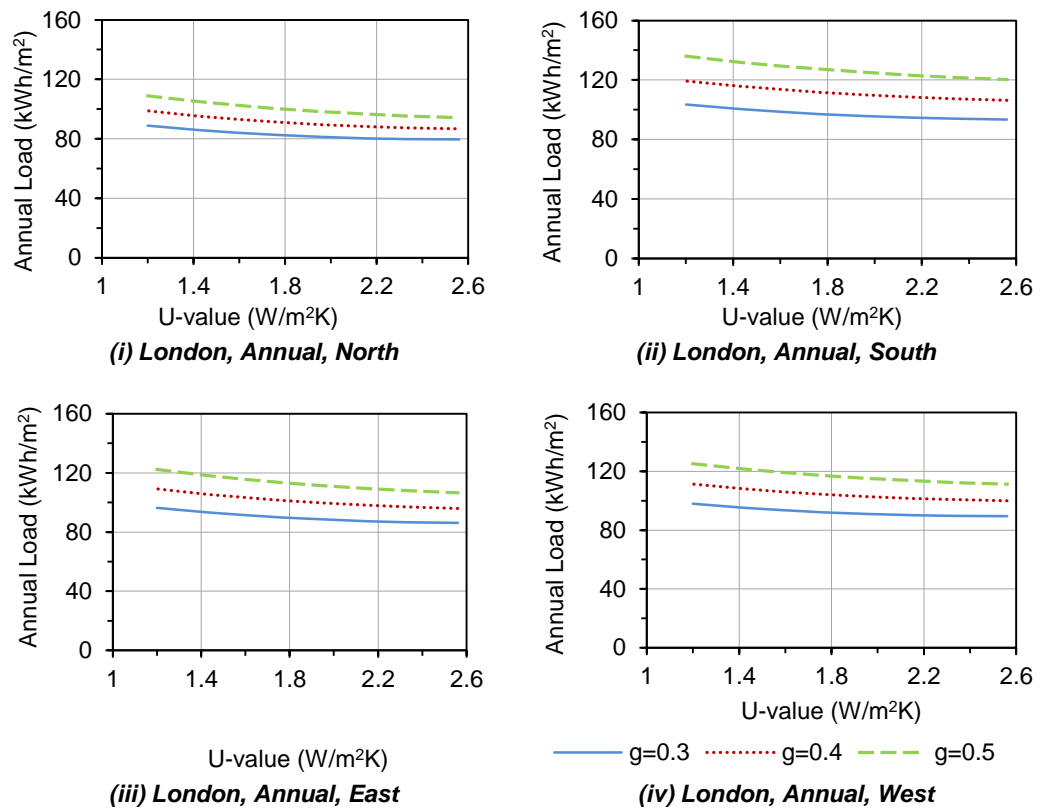 160
120
80
40
0
Annual Load (kWh/m²)
1 1.4 1.8 2.2 2.6
U-value (W/m²K)
(i) London, Annual, North
160
120
80
40
0
Annual Load (kWh/m²)
1 1.4 1.8 2.2 2.6
U-value (W/m²K)
(ii) London, Annual, South
160
120
80
40
0
Annual Load (kWh/m²)
1 1.4 1.8 2.2 2.6
U-value (W/m²K)
(iii) London, Annual, East
160
120
80
40
0
Annual Load (kWh/m²)
1 1.4 1.8 2.2 2.6
U-value (W/m²K)
g=0.3 g=0.4 g=0.5
(iv) London, Annual, West